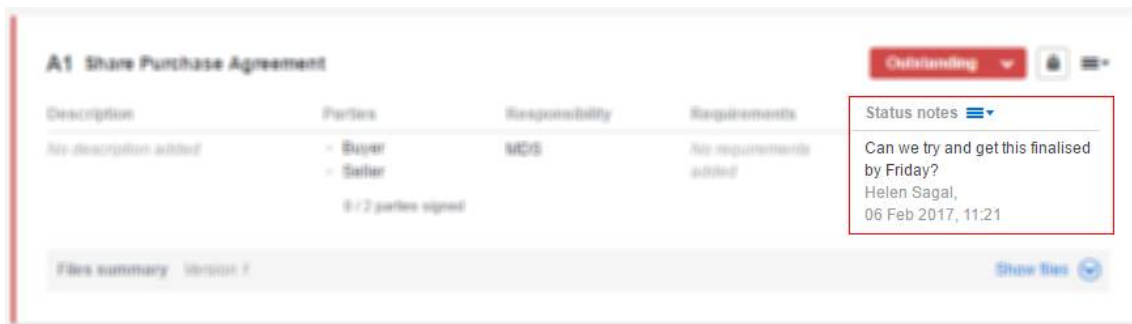 A1 Share Purchase Agreement
Outstanding
Description Parties Responsibility Requirements Status notes
No description added - Buyer MDS No requirements Can we try and get this finalised
- Seller added by Friday?
Helen Sagal,
0 / 2 parties signed 06 Feb 2017, 11:21
Files summary Version 1 Show files